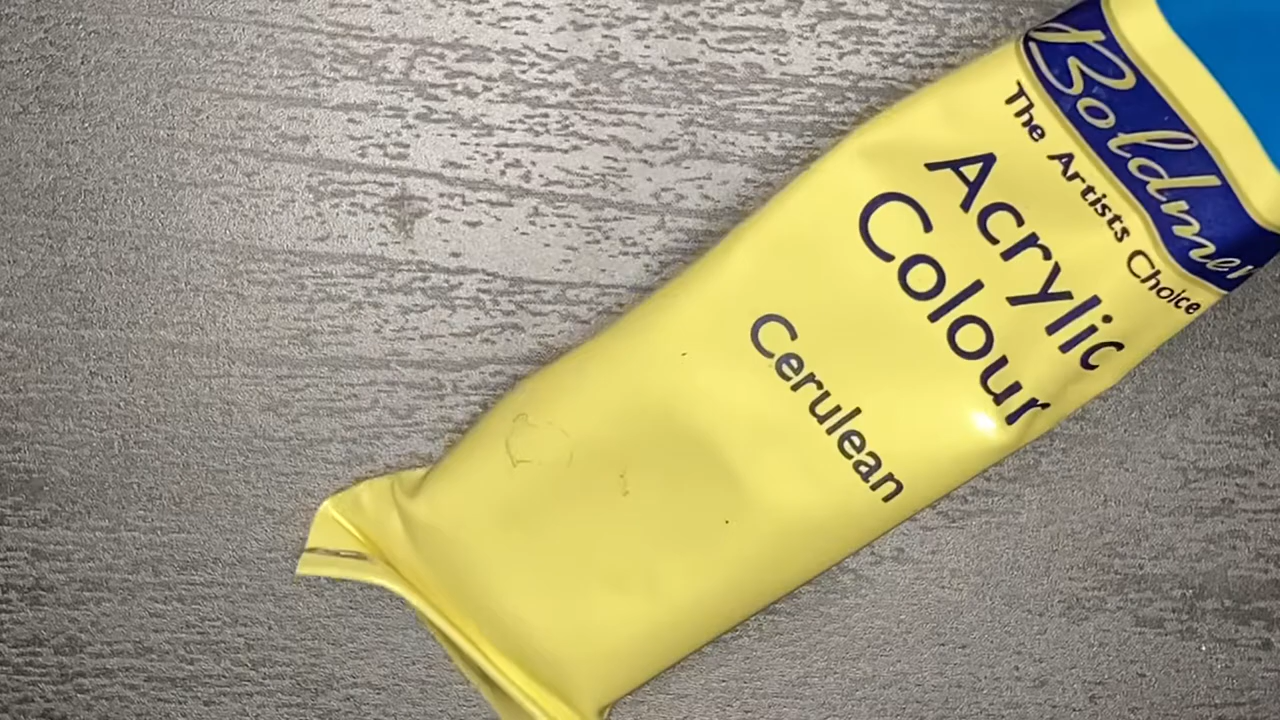 Boldmer
The Artists Choice
Acrylic
Colour
Cerulean